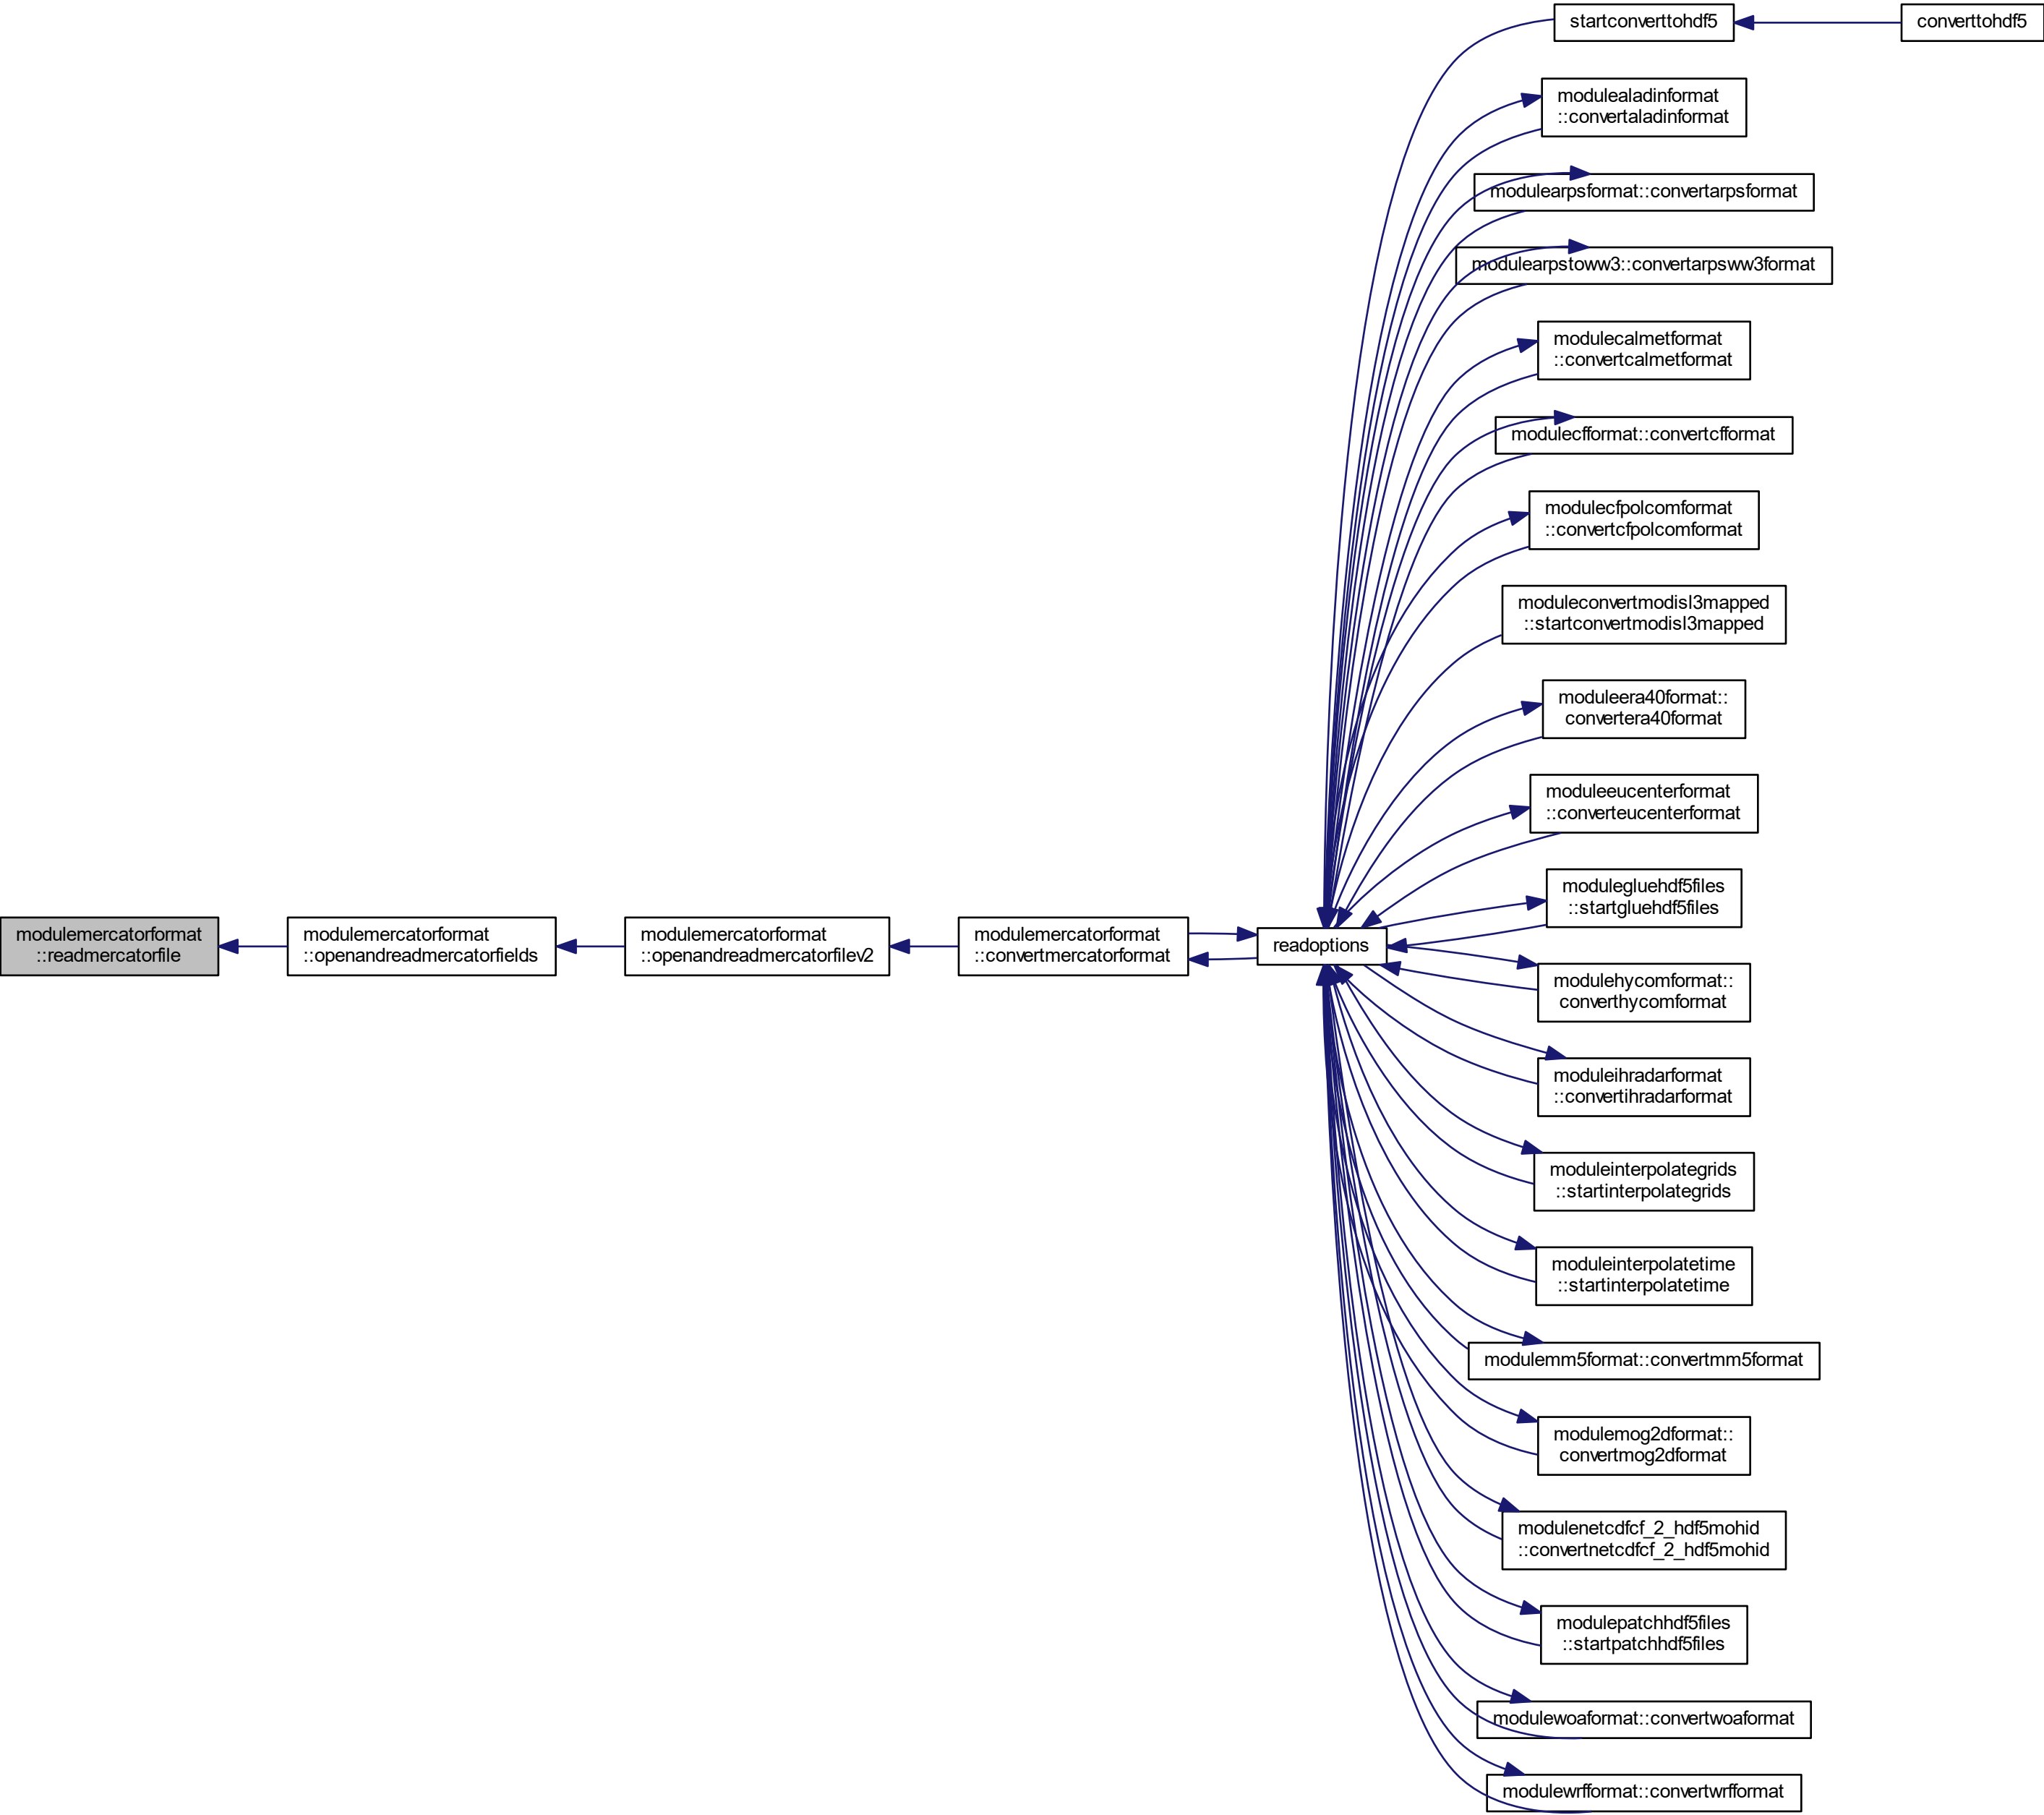 startconverttohdf5
converttohdf5
modulealadinformat
::convertaladinformat
modulearpsformat::convertarpsformat
modulearpstoww3::convertarpsww3format
modulecalmetformat
::convertcalmetformat
modulecfformat::convertcfformat
modulecfpolcomformat
::convertcfpolcomformat
moduleconvertmodisl3mapped
::startconvertmodisl3mapped
moduleera40format::
convertera40format
moduleeucenterformat
::converteucenterformat
modulegluehdf5files
::startgluehdf5files
modulemercatorformat
::readmercatorfile
modulemercatorformat
::openandreadmercatorfields
modulemercatorformat
::openandreadmercatorfilev2
modulemercatorformat
::convertmercatorformat
readoptions
modulehycomformat::
converthycomformat
moduleihradarformat
::convertihradarformat
moduleinterpolategrids
::startinterpolategrids
moduleinterpolatetime
::startinterpolatetime
modulemm5format::convertmm5format
modulemog2dformat::
convertmog2dformat
modulenetcdfcf_2_hdf5mohid
::convertnetcdfcf_2_hdf5mohid
modulepatchhdf5files
::startpatchhdf5files
modulewoaformat::convertwoaformat
modulewrfformat::convertwrfformat